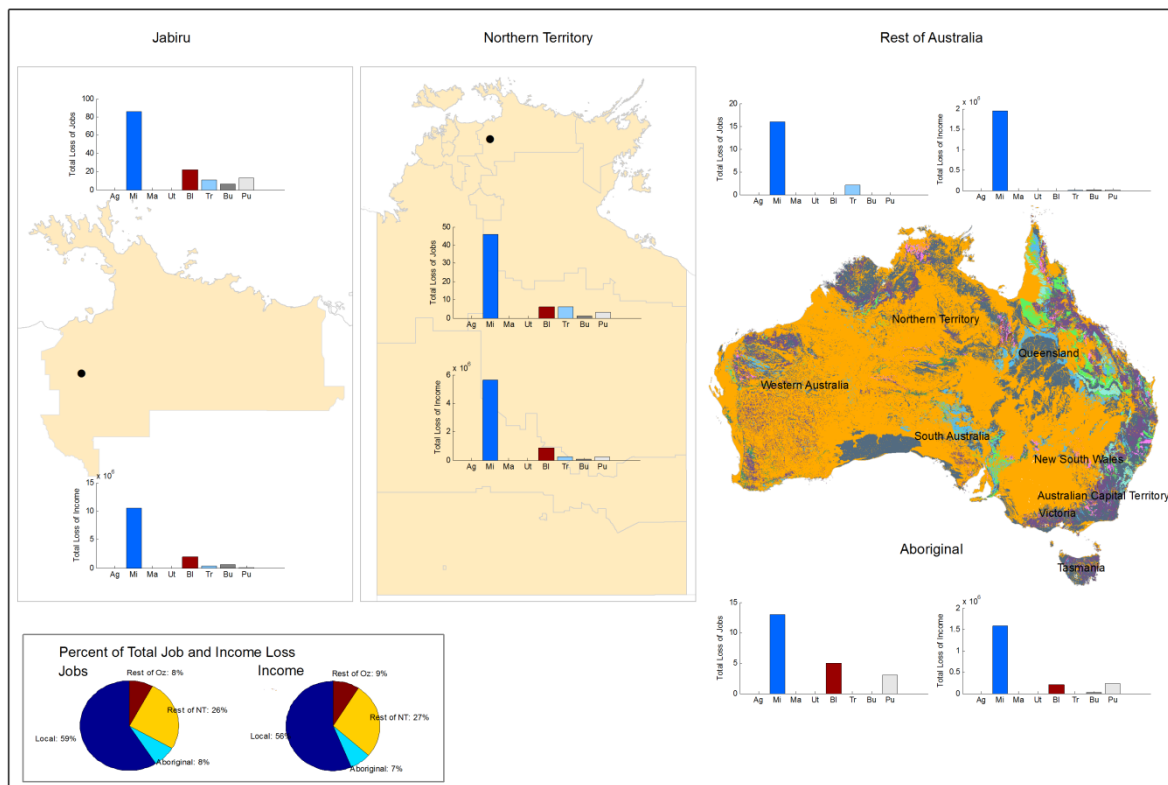 Jabiru
Northern Territory
Rest of Australia
Total Loss of Jobs
100
80
60
40
20
0
Ag Mi Ma Ut Bl Tr Bu Pu
Total Loss of Income
x 10⁶
15
10
5
0
Ag Mi Ma Ut Bl Tr Bu Pu
Total Loss of Jobs
50
40
30
20
10
0
Ag Mi Ma Ut Bl Tr Bu Pu
Total Loss of Income
x 10⁶
6
4
2
0
Ag Mi Ma Ut Bl Tr Bu Pu
Total Loss of Jobs
20
15
10
5
0
Ag Mi Ma Ut Bl Tr Bu Pu
Total Loss of Income
x 10⁶
2
1.5
1
0.5
0
Ag Mi Ma Ut Bl Tr Bu Pu
Northern Territory
Queensland
Western Australia
South Australia
New South Wales
Australian Capital Territory
Victoria
Tasmania
Aboriginal
Total Loss of Jobs
15
10
5
0
Ag Mi Ma Ut Bl Tr Bu Pu
Total Loss of Income
x 10⁶
2
1.5
1
0.5
0
Ag Mi Ma Ut Bl Tr Bu Pu
Percent of Total Job and Income Loss
Jobs
Rest of Oz: 8%
Rest of NT: 26%
Local: 59%
Aboriginal: 8%
Income
Rest of Oz: 9%
Rest of NT: 27%
Local: 56%
Aboriginal: 7%